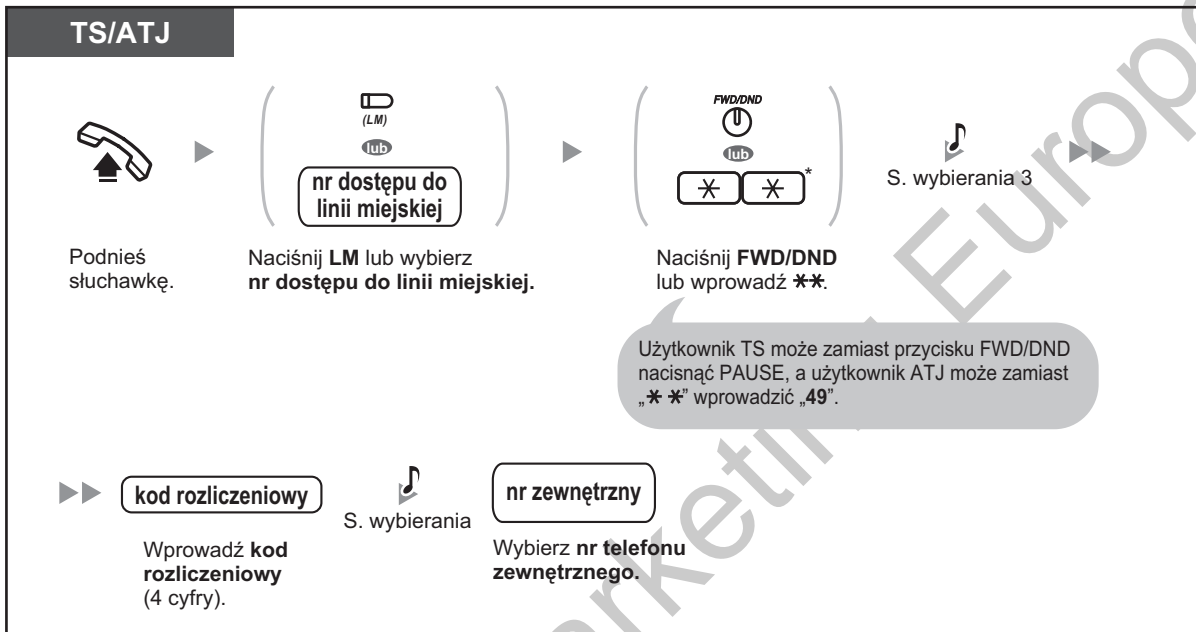 TS/ATJ
(LM)
lub
nr dostępu do
linii miejskiej
FWD/DND
lub
* * *
S. wybierania 3
Podnieś
słuchawkę.
Naciśnij LM lub wybierz
nr dostępu do linii miejskiej.
Naciśnij FWD/DND
lub wprowadź **.
Użytkownik TS może zamiast przycisku FWD/DND
nacisnąć PAUSE, a użytkownik ATJ może zamiast
„* *” wprowadzić „49”.
kod rozliczeniowy
S. wybierania
nr zewnętrzny
Wprowadź kod
rozliczeniowy
(4 cyfry).
Wybierz nr telefonu
zewnętrznego.